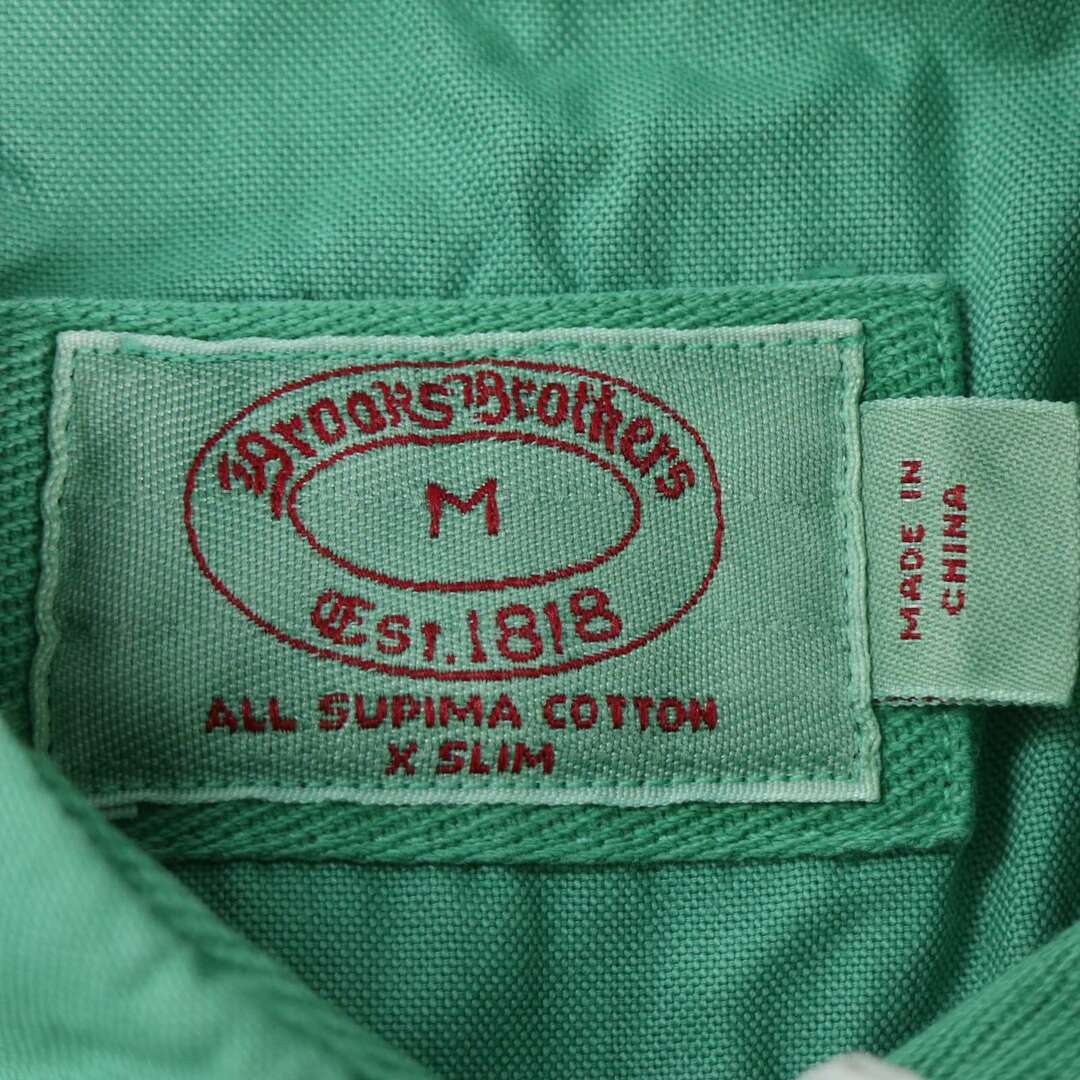 Brooks Brothers
M
Est. 1818
ALL SUPIMA COTTON
X SLIM
MADE IN
CHINA